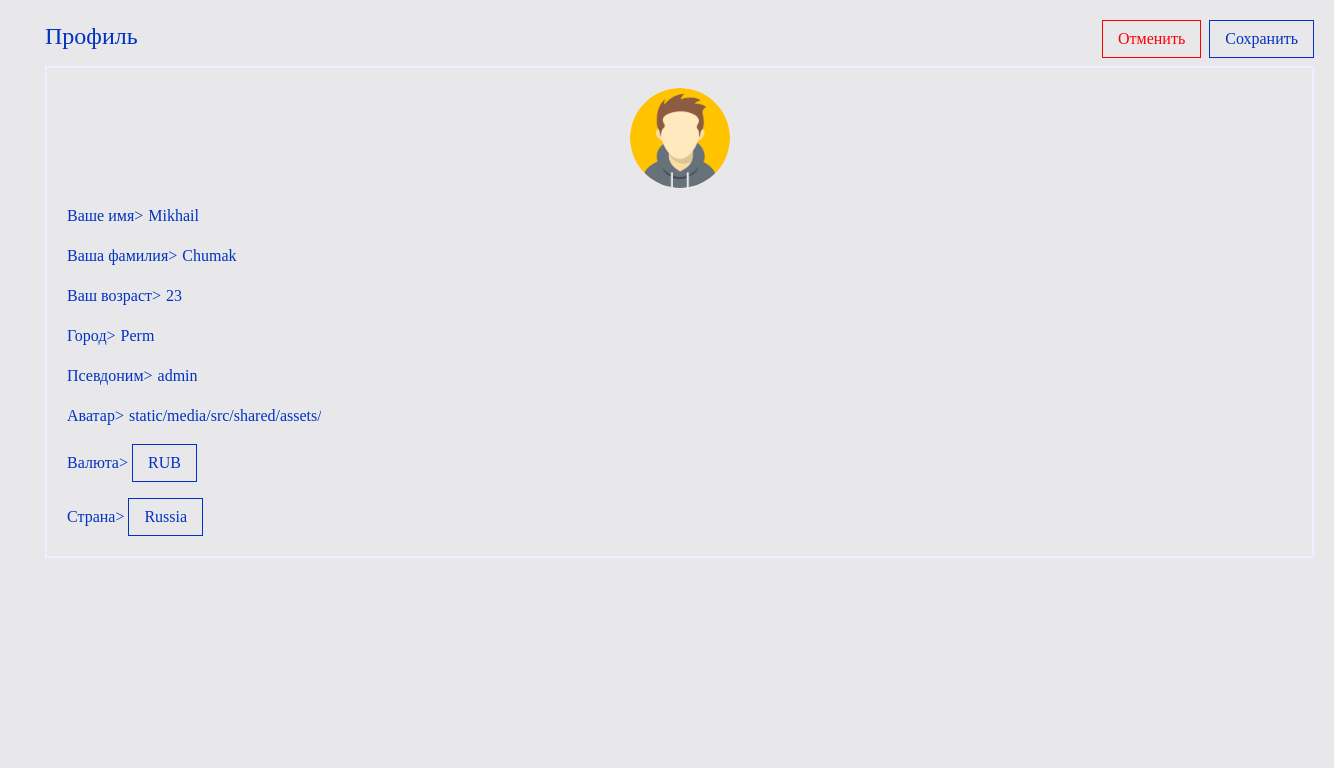 Профиль
Отменить
Сохранить
Ваше имя> Mikhail
Ваша фамилия> Chumak
Ваш возраст> 23
Город> Perm
Псевдоним> admin
Аватар> static/media/src/shared/assets/
Валюта> RUB
Страна> Russia